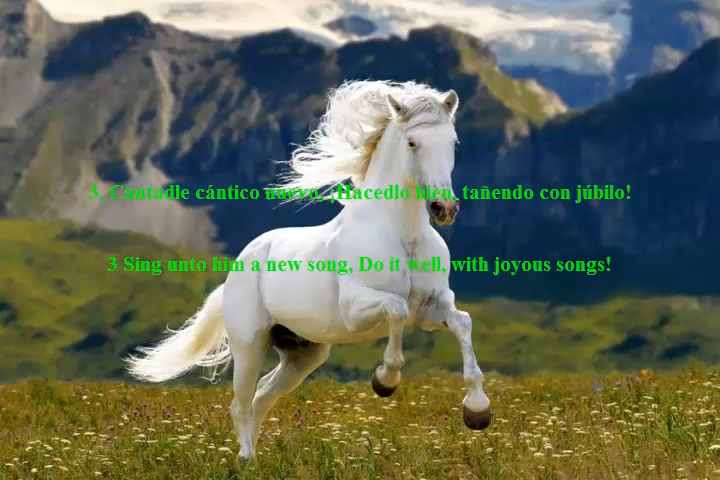 3. Cantadle cántico nuevo, ¡Hacedlo bien, tañendo con júbilo!
3 Sing unto him a new song, Do it well, with joyous songs!